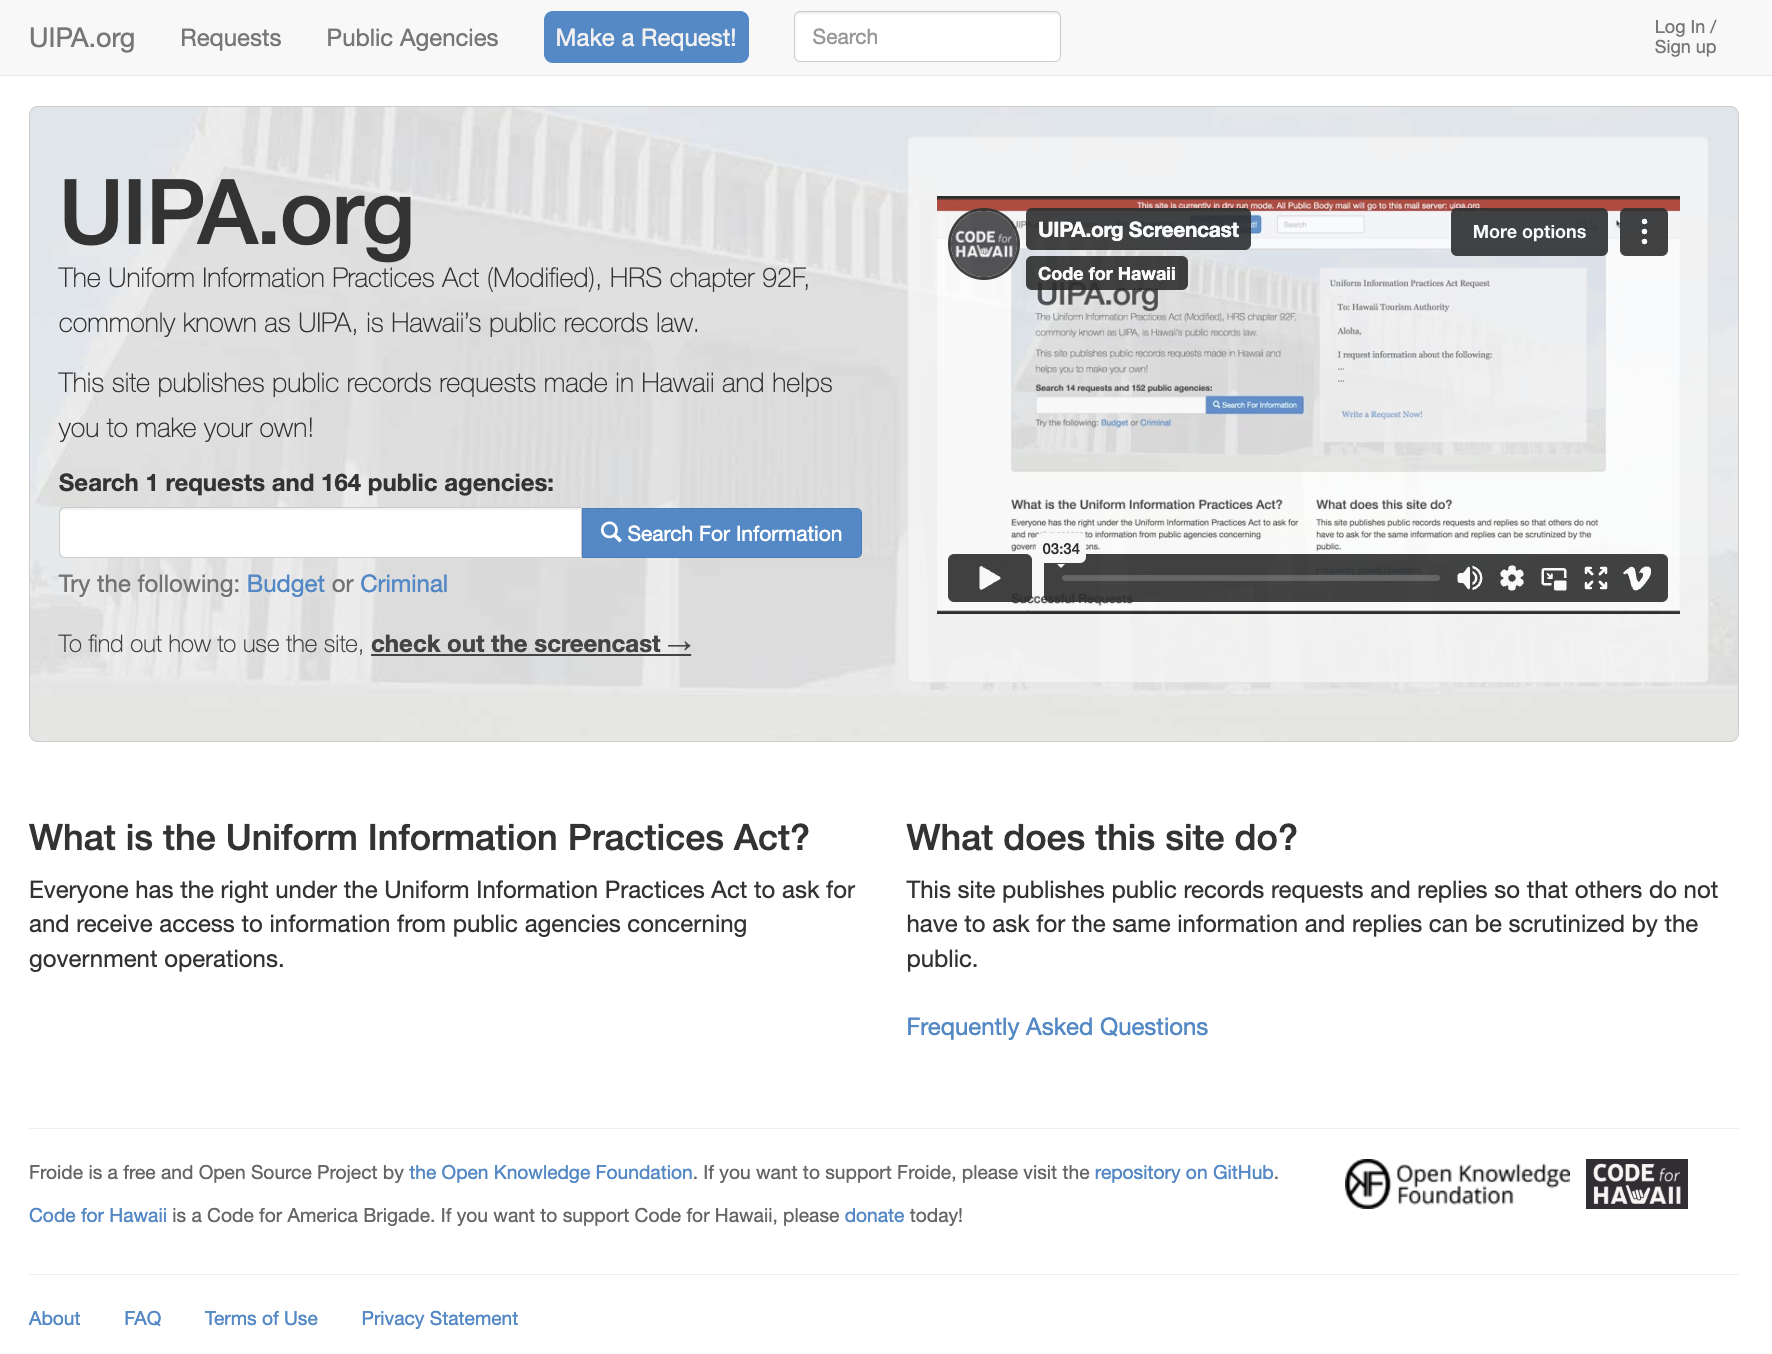 UIPA.org
Requests
Public Agencies
Make a Request!
Search
Log In /
Sign up
UIPA.org
The Uniform Information Practices Act (Modified), HRS chapter 92F,
commonly known as UIPA, is Hawaii's public records law.
This site publishes public records requests made in Hawaii and helps
you to make your own!
Search 1 requests and 164 public agencies:
Search For Information
Try the following: Budget or Criminal
To find out how to use the site, check out the screencast →
This site is currently in dry run mode. All Public Body mail will go to this mail server: uipa.org
CODE for
HAWAII
UIPA.org Screencast
Code for Hawaii
Search
More options
UIPA.org
The Uniform Information Practices Act (Modified), HRS chapter 92F,
commonly known as UIPA, is Hawaii's public records law.
This site publishes public records requests made in Hawaii and
helps you to make your own!
Search 14 requests and 152 public agencies:
Search For Information
Try the following: Budget or Criminal
Uniform Information Practices Act Request
To: Hawaii Tourism Authority
Aloha,
I request information about the following:
...
...
Write a Request Now!
What is the Uniform Information Practices Act?
Everyone has the right under the Uniform Information Practices Act to ask for
to information from public agencies concerning
What does this site do?
This site publishes public records requests and replies so that others do not
have to ask for the same information and replies can be scrutinized by the
public.
03:34
Successful Requests
What is the Uniform Information Practices Act?
Everyone has the right under the Uniform Information Practices Act to ask for
and receive access to information from public agencies concerning
government operations.
What does this site do?
This site publishes public records requests and replies so that others do not
have to ask for the same information and replies can be scrutinized by the
public.
Frequently Asked Questions
Froide is a free and Open Source Project by the Open Knowledge Foundation. If you want to support Froide, please visit the repository on GitHub.
Code for Hawaii is a Code for America Brigade. If you want to support Code for Hawaii, please donate today!
Open Knowledge
Foundation
CODE for
HAWAII
About
FAQ
Terms of Use
Privacy Statement